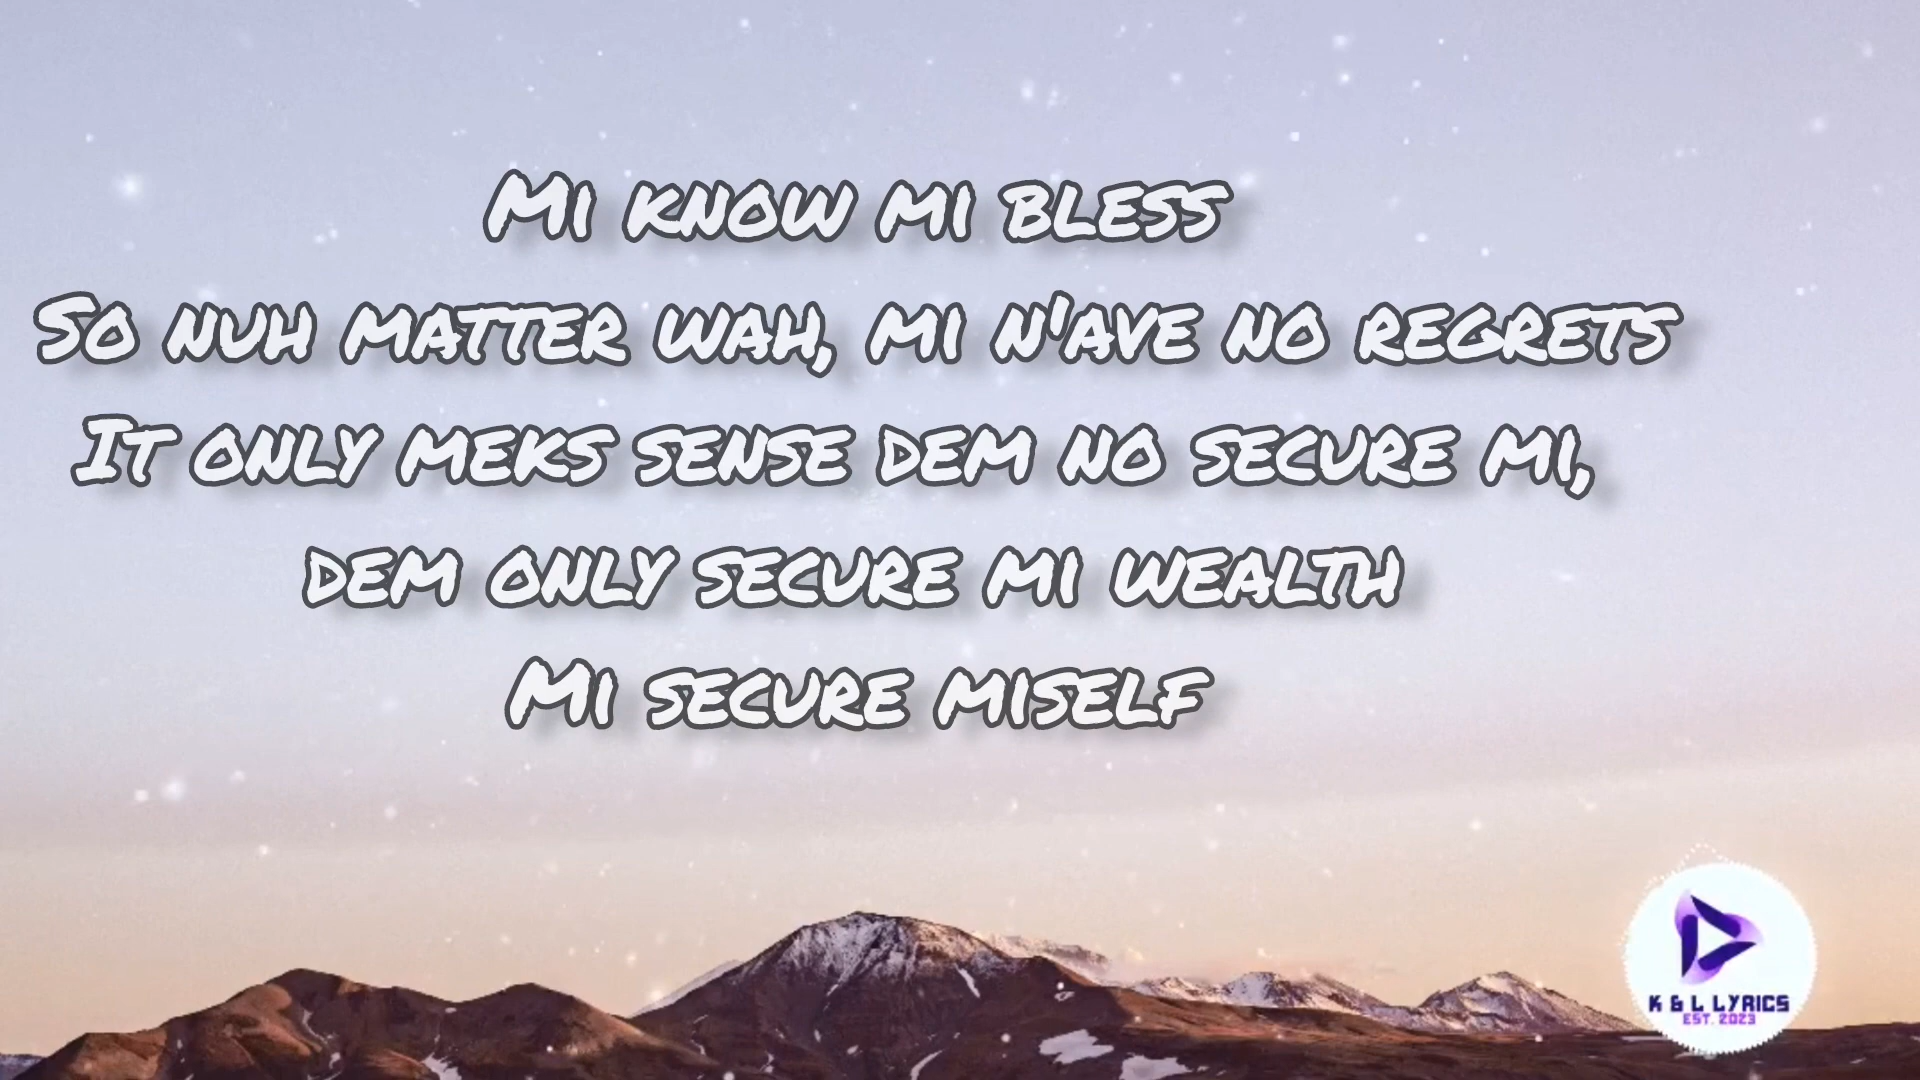 Mi know mi bless
So nuh matter wah, mi n'ave no regrets
It only meks sense dem no secure mi,
dem only secure mi wealth
Mi secure miself
K & L LYRICS
EST. 2023